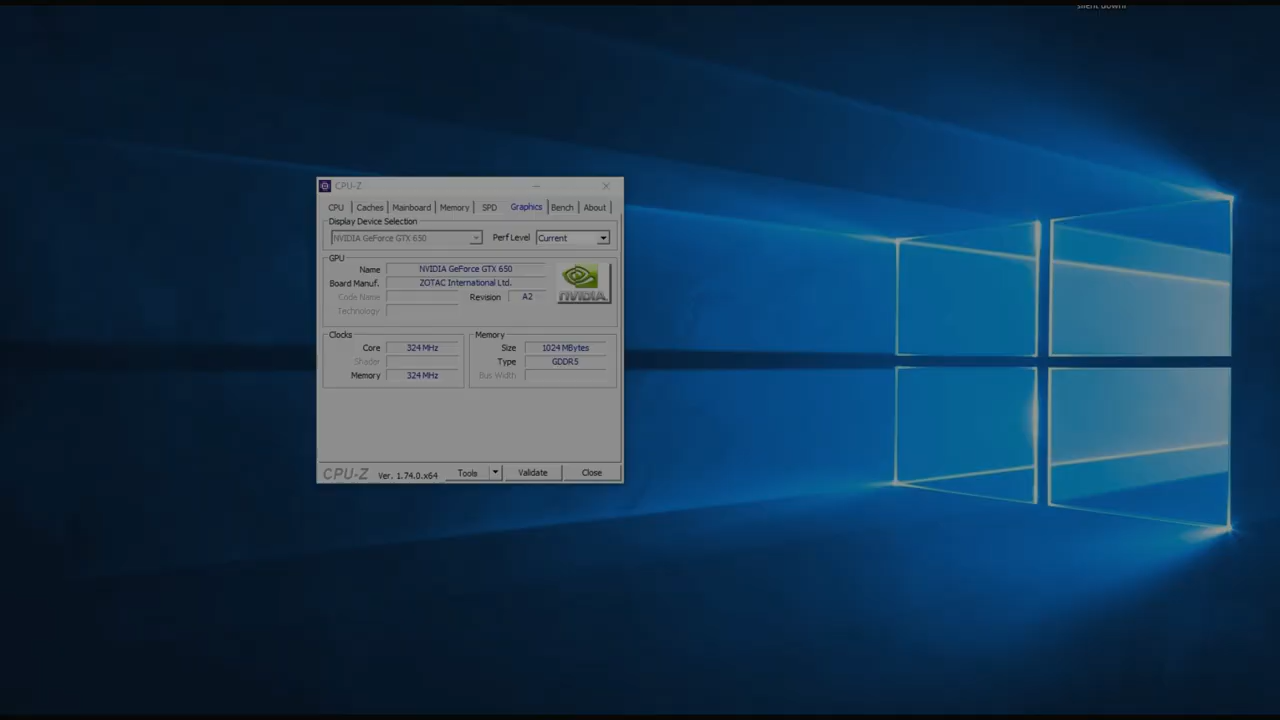 CPU-Z
CPU Caches Mainboard Memory SPD Graphics Bench About
Display Device Selection
NVIDIA GeForce GTX 650 Perf Level Current
GPU
Name NVIDIA GeForce GTX 650
Board Manuf. ZOTAC International Ltd.
Code Name Revision A2
Technology
NVIDIA
Clocks
Core 324 MHz
Shader
Memory 324 MHz
Memory
Size 1024 MBytes
Type GDDR5
Bus Width
CPU-Z Ver. 1.74.0.x64 Tools Validate Close